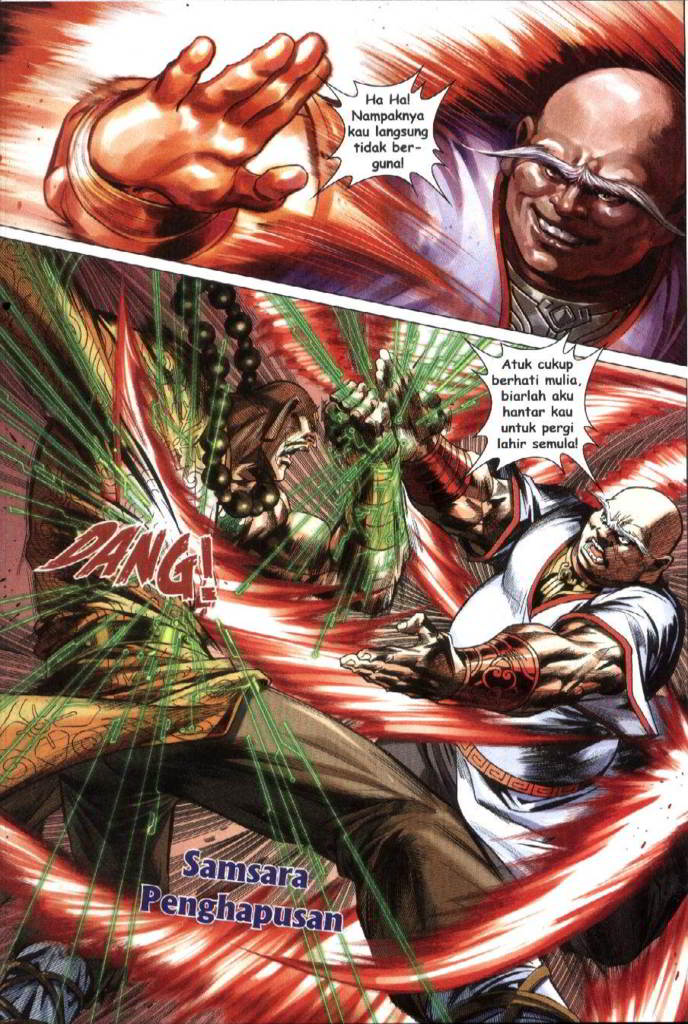 Ha Ha!
Nampaknya
kau langsung
tidak ber-
guna!
Atuk cukup
berhati mulia,
biarlah aku
hantar kau
untuk pergi
lahir semula!
DANG!
Samsara
Penghapusan